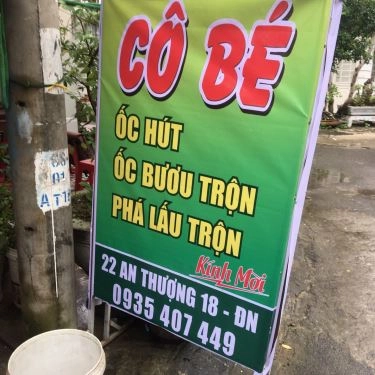 CÔ BÉ
ỐC HÚT
ỐC BƯƠU TRỘN
PHÁ LẤU TRỘN
Kính Mời
22 AN THƯỢNG 18 - ĐN
0935 407 449